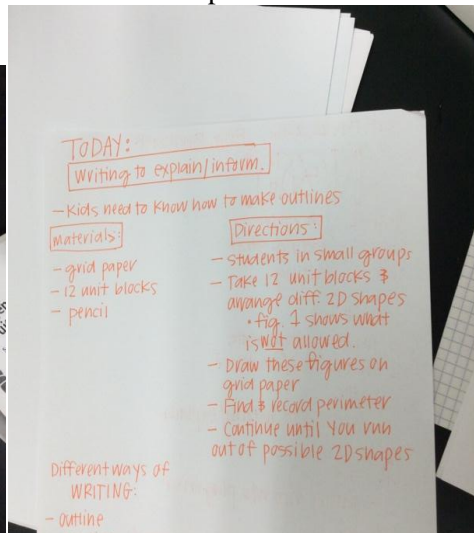 TODAY:
Writing to explain/inform.
- Kids need to know how to make outlines
materials:
- grid paper
- 12 unit blocks
- pencil
Directions:
- students in small groups
- Take 12 unit blocks &
arrange diff. 2D shapes
• fig. 1 shows what
is not allowed.
- Draw these figures on
grid paper
- Find & record perimeter
- Continue until you run
out of possible 2D shapes
Different ways of
WRITING:
- outline